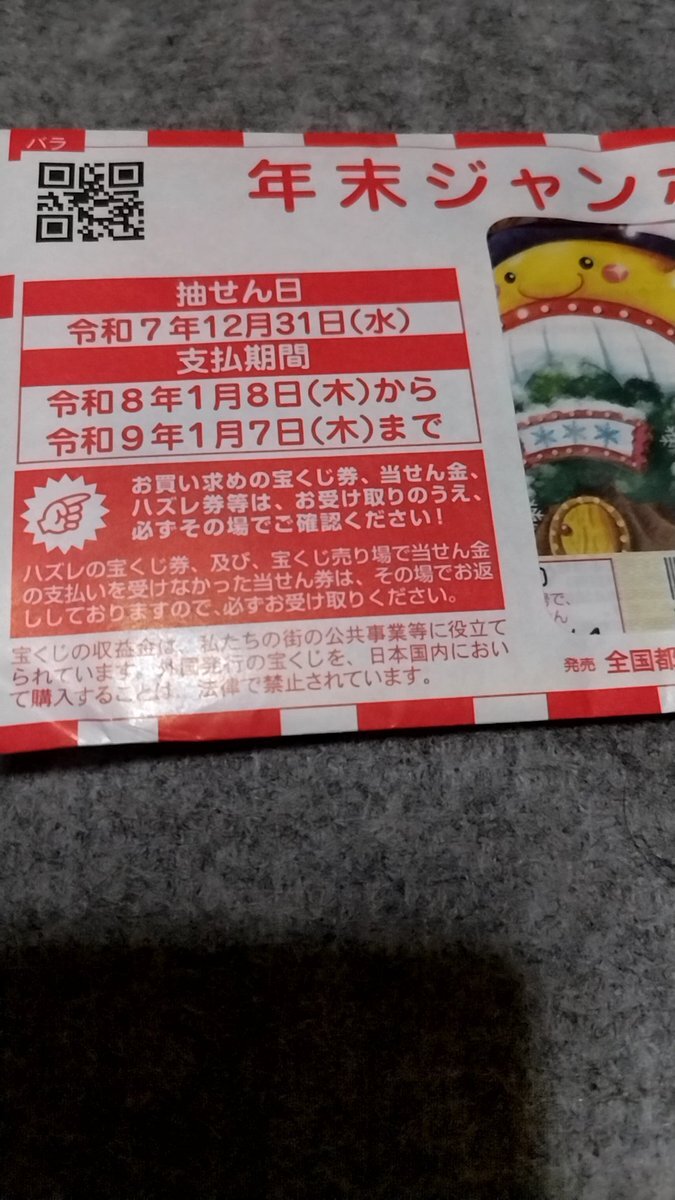 バラ
年末ジャン
抽せん日
令和7年12月31日(水)
支払期間
令和8年1月8日(木)から
令和9年1月7日(木)まで
お買い求めの宝くじ券、当せん金、
ハズレ券等は、お受け取りのうえ、
必ずその場でご確認ください!
ハズレの宝くじ券、及び、宝くじ売り場で当せん金
の支払いを受けなかった当せん券は、その場でお返
ししておりますので、必ずお受け取りください。
宝くじの収益金は、私たちの街の公共事業等に役立て
られています。外国発行の宝くじを、日本国内におい
て購入することは、法律で禁止されています。
発売 全国都